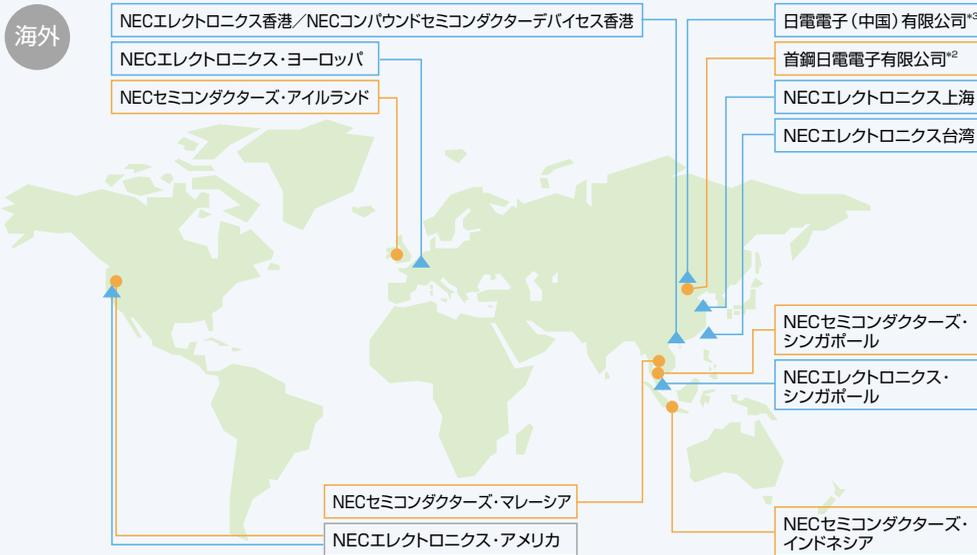 海外
NECエレクトロニクス香港／NECコンパウンドセミコンダクターデバイセス香港
NECエレクトロニクス・ヨーロッパ
NECセミコンダクターズ・アイルランド
日電電子（中国）有限公司*3
首鋼日電電子有限公司*2
NECエレクトロニクス上海
NECエレクトロニクス台湾
NECセミコンダクターズ・
シンガポール
NECエレクトロニクス・
シンガポール
NECセミコンダクターズ・マレーシア
NECエレクトロニクス・アメリカ
NECセミコンダクターズ・
インドネシア